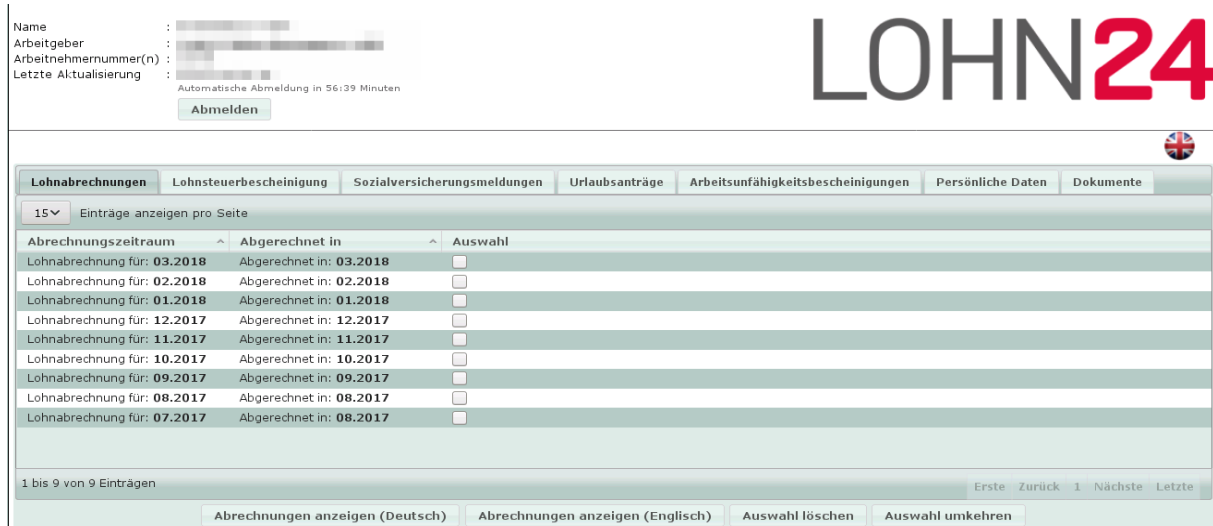 Name :
Arbeitgeber :
Arbeitnehmernummer(n) :
Letzte Aktualisierung :
Automatische Abmeldung in 56:39 Minuten
Abmelden
LOHN24
Lohnabrechnungen Lohnsteuerbescheinigung Sozialversicherungsmeldungen Urlaubsanträge Arbeitsunfähigkeitsbescheinigungen Persönliche Daten Dokumente
15 Einträge anzeigen pro Seite
Abrechnungszeitraum Abgerechnet in Auswahl
Lohnabrechnung für: 03.2018 Abgerechnet in: 03.2018
Lohnabrechnung für: 02.2018 Abgerechnet in: 02.2018
Lohnabrechnung für: 01.2018 Abgerechnet in: 01.2018
Lohnabrechnung für: 12.2017 Abgerechnet in: 12.2017
Lohnabrechnung für: 11.2017 Abgerechnet in: 11.2017
Lohnabrechnung für: 10.2017 Abgerechnet in: 10.2017
Lohnabrechnung für: 09.2017 Abgerechnet in: 09.2017
Lohnabrechnung für: 08.2017 Abgerechnet in: 08.2017
Lohnabrechnung für: 07.2017 Abgerechnet in: 08.2017
1 bis 9 von 9 Einträgen
Erste Zurück 1 Nächste Letzte
Abrechnungen anzeigen (Deutsch) Abrechnungen anzeigen (Englisch) Auswahl löschen Auswahl umkehren